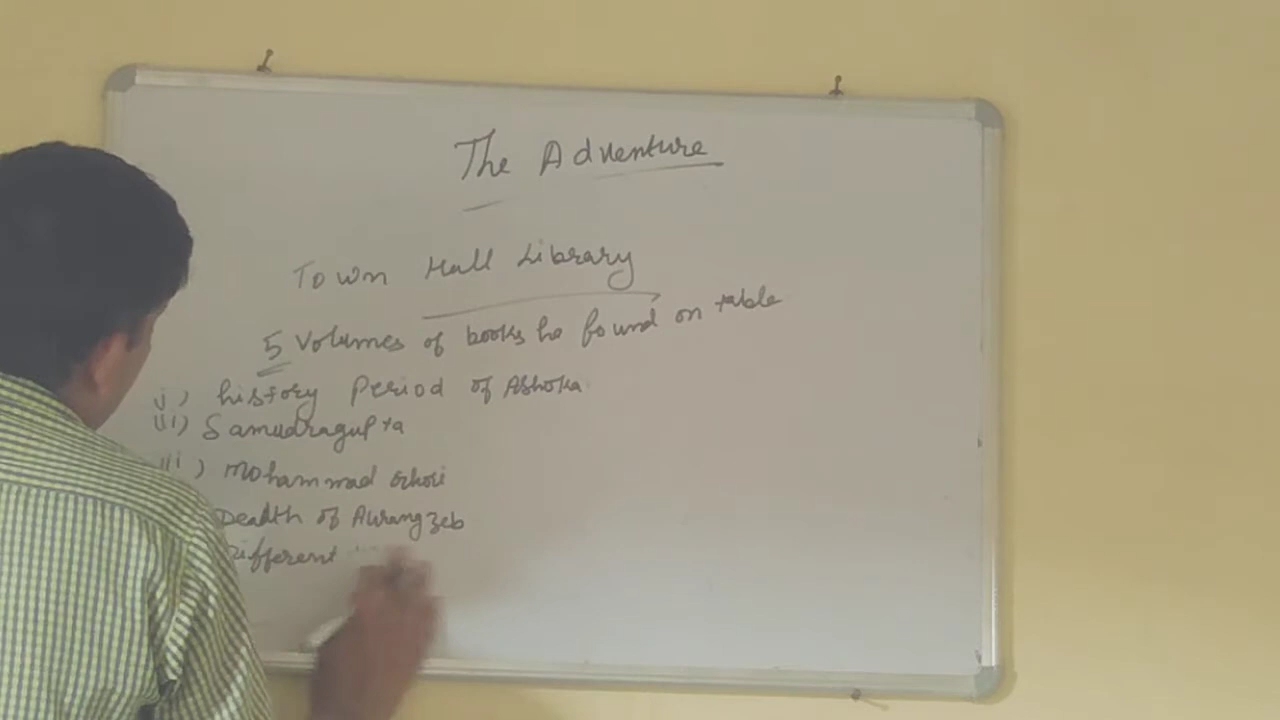 The Adventure
Town Hall Library
5 Volumes of books he found on table
i) history Period of Ashoka
ii) Samudragupta
iii) Mohammad Ghori
Death of Aurangzeb
Different